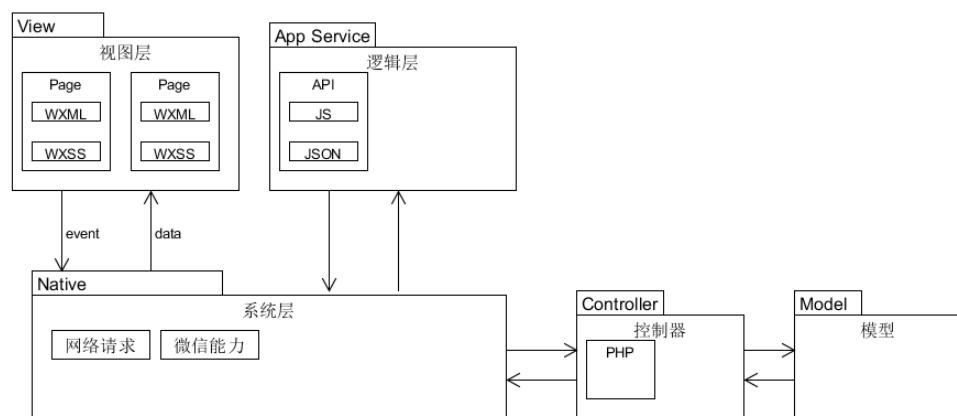 View
视图层
Page
WXML
WXSS
Page
WXML
WXSS
App Service
逻辑层
API
JS
JSON
event
data
Native
系统层
网络请求
微信能力
Controller
控制器
PHP
Model
模型